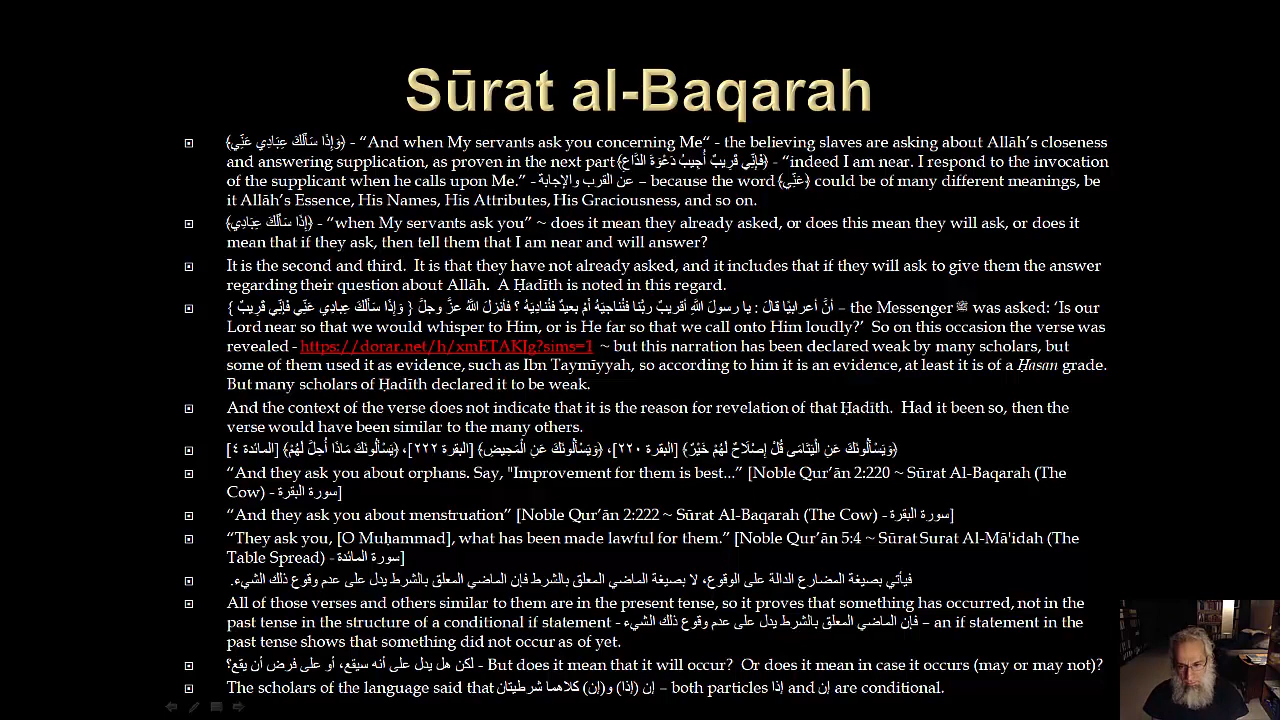 Sūrat al-Baqarah
﴿وَإِذَا سَأَلَكَ عِبَادِي عَنِّي﴾ - “And when My servants ask you concerning Me“ - the believing slaves are asking about Allāh’s closeness
and answering supplication, as proven in the next part ﴿فَإِنِّي قَرِيبٌ أُجِيبُ دَعْوَةَ الدَّاعِ﴾ - “indeed I am near. I respond to the invocation
of the supplicant when he calls upon Me.” - عن القرب والإجابة – because the word ﴿عَنِّي﴾ could be of many different meanings, be
it Allāh’s Essence, His Names, His Attributes, His Graciousness, and so on.
﴿إِذَا سَأَلَكَ عِبَادِي﴾ - “when My servants ask you” ~ does it mean they already asked, or does this mean they will ask, or does it
mean that if they ask, then tell them that I am near and will answer?
It is the second and third. It is that they have not already asked, and it includes that if they will ask to give them the answer
regarding their question about Allāh. A Ḥadīth is noted in this regard.
أنَّ أعرابيًا قالَ : يا رسولَ اللهِ أقريبٌ ربُّنا فنُناجيَهُ أمْ بعيدٌ فنُناديَهُ ؟ فأنزلَ اللهُ عزَّ وجلَّ { وَإِذَا سَأَلَكَ عِبَادِي عَنِّي فَإِنِّي قَرِيبٌ } – the Messenger ﷺ was asked: ‘Is our
Lord near so that we would whisper to Him, or is He far so that we call onto Him loudly?’ So on this occasion the verse was
revealed - https://dorar.net/h/xmETAKJg?sims=1 ~ but this narration has been declared weak by many scholars, but
some of them used it as evidence, such as Ibn Taymīyyah, so according to him it is an evidence, at least it is of a Ḥasan grade.
But many scholars of Ḥadīth declared it to be weak.
And the context of the verse does not indicate that it is the reason for revelation of that Ḥadīth. Had it been so, then the
verse would have been similar to the many others.
﴿وَيَسْأَلُونَكَ عَنِ الْيَتَامَى قُلْ إِصْلَاحٌ لَهُمْ خَيْرٌ﴾ [البقرة ٢٢٠]، ﴿وَيَسْأَلُونَكَ عَنِ الْمَحِيضِ﴾ [البقرة ٢٢٢]، ﴿يَسْأَلُونَكَ مَاذَا أُحِلَّ لَهُمْ﴾ [المائدة ٤]
“And they ask you about orphans. Say, "Improvement for them is best...” [Noble Qur’ān 2:220 ~ Sūrat Al-Baqarah (The
Cow) - سورة البقرة]
“And they ask you about menstruation” [Noble Qur’ān 2:222 ~ Sūrat Al-Baqarah (The Cow) - سورة البقرة]
“They ask you, [O Muḥammad], what has been made lawful for them.” [Noble Qur’ān 5:4 ~ Sūrat Surat Al-Mā'idah (The
Table Spread) - سورة المائدة]
فيأتي بصيغة المضارع الدالة على الوقوع، لا بصيغة الماضي المعلق بالشرط فإن الماضي المعلق بالشرط يدل على عدم وقوع ذلك الشيء.
All of those verses and others similar to them are in the present tense, so it proves that something has occurred, not in the
past tense in the structure of a conditional if statement - فإن الماضي المعلق بالشرط يدل على عدم وقوع ذلك الشيء – an if statement in the
past tense shows that something did not occur as of yet.
لكن هل يدل على أنه سيقع، أو على فرض أن يقع؟ - But does it mean that it will occur? Or does it mean in case it occurs (may or may not)?
The scholars of the language said that إن (إذا) و(إن) كلاهما شرطيتان – both particles إذا and إن are conditional.